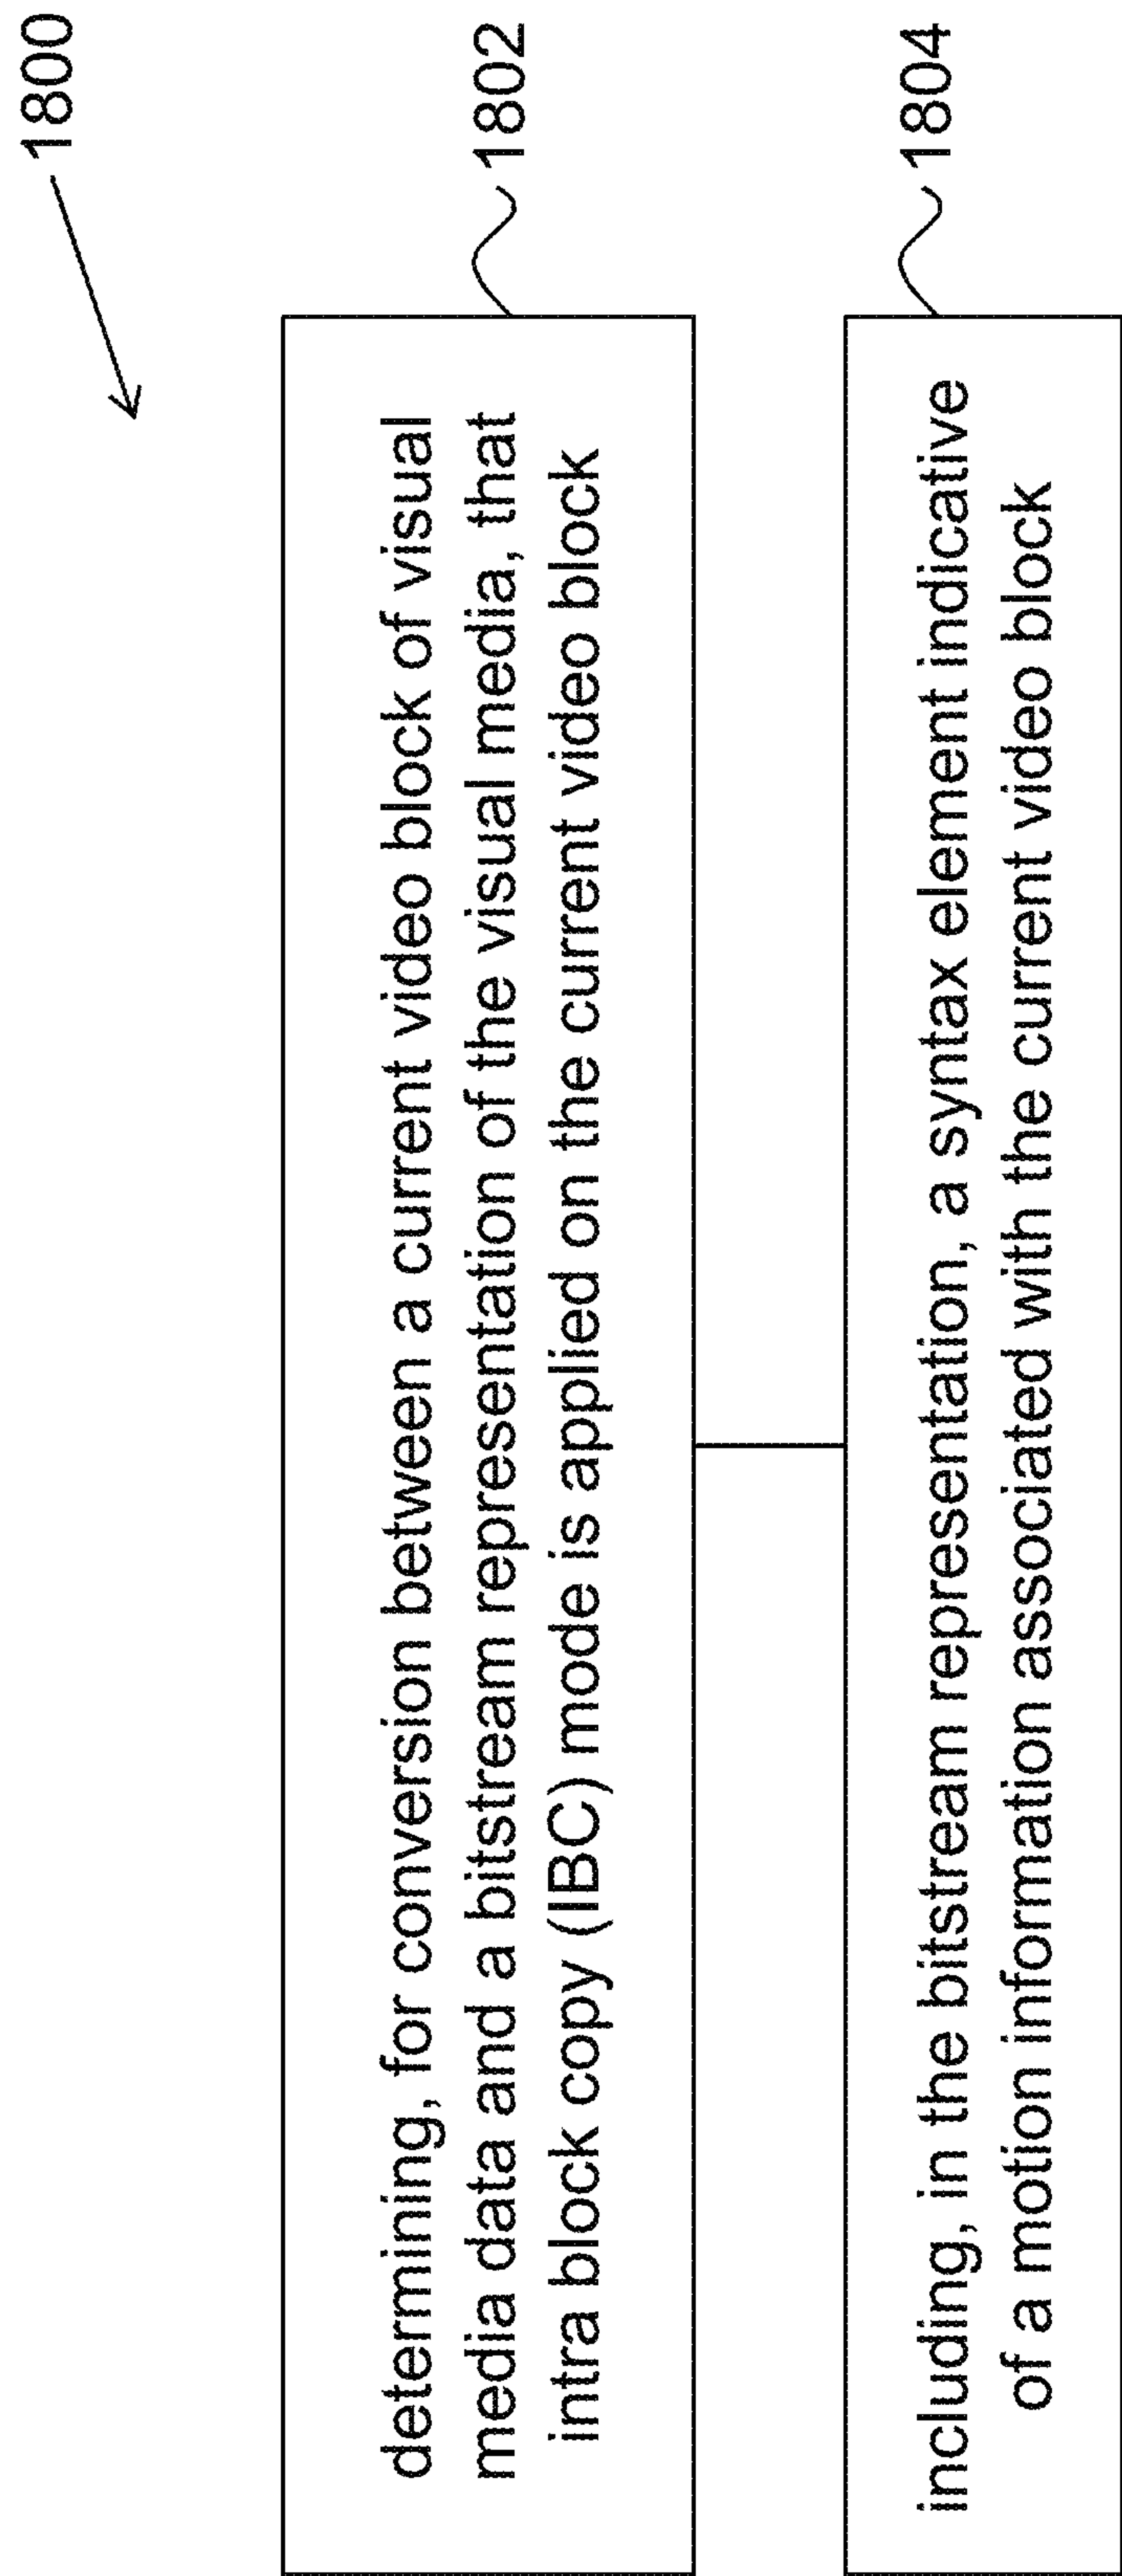 1800
determining, for conversion between a current video block of visual
media data and a bitstream representation of the visual media, that
intra block copy (IBC) mode is applied on the current video block
1802
including, in the bitstream representation, a syntax element indicative
of a motion information associated with the current video block
1804